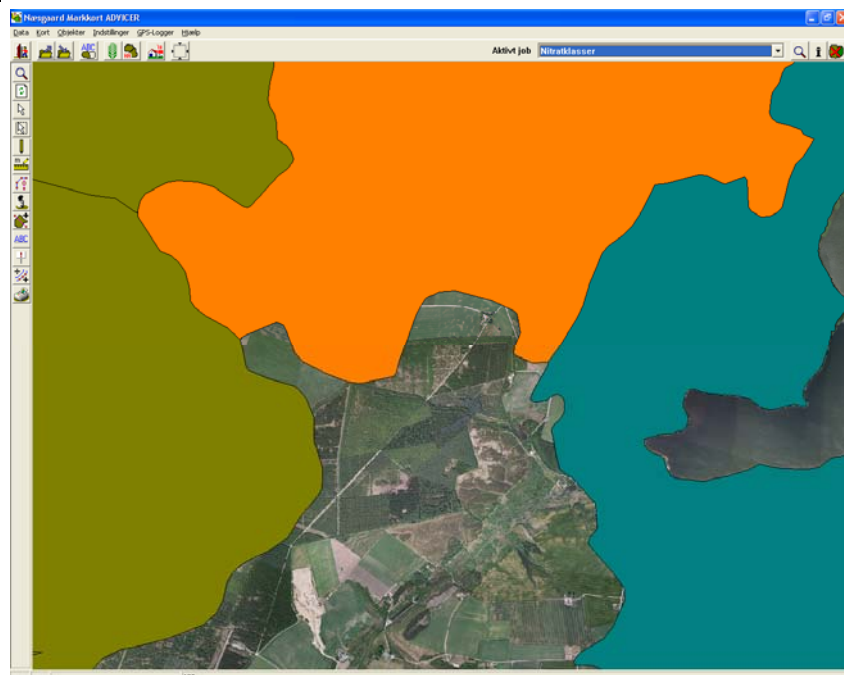 Næsgaard Markkort ADVICER
Data Kort Objekter Indstillinger GPS-Logger Hjælp
ABC
Aktivt job Nitratklasser
i
m
ABC